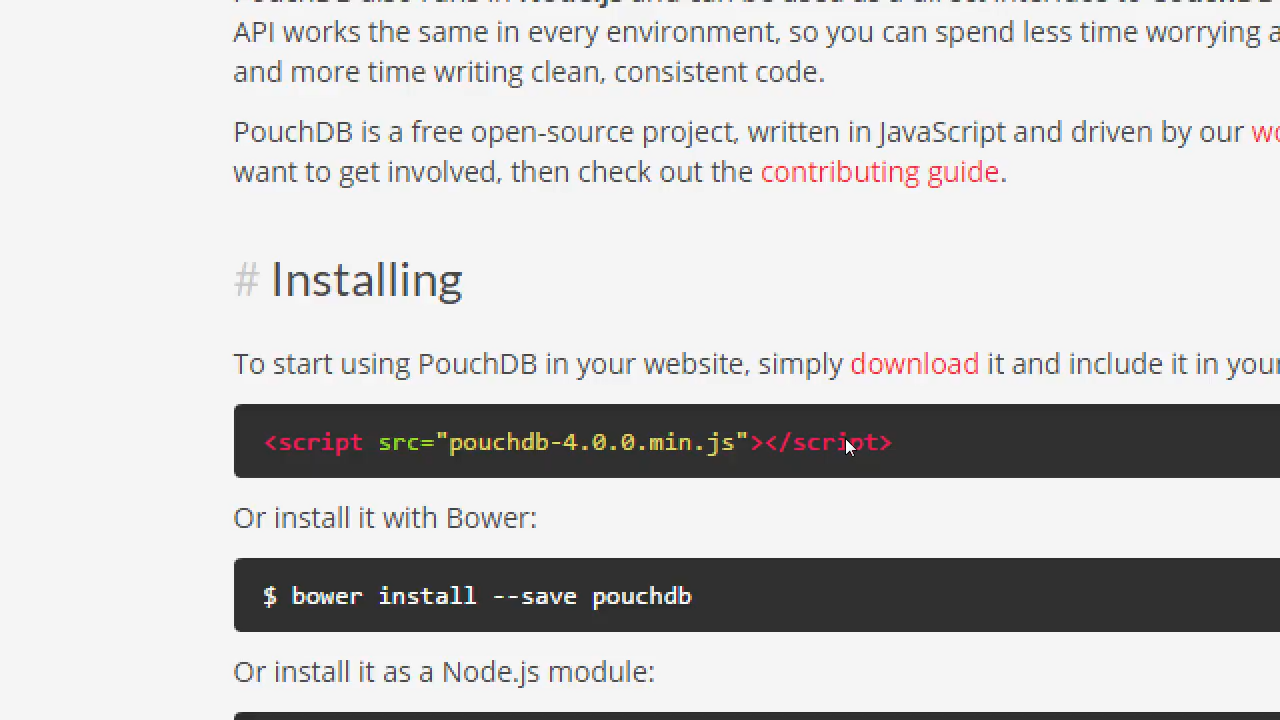 API works the same in every environment, so you can spend less time worrying
and more time writing clean, consistent code.
PouchDB is a free open-source project, written in JavaScript and driven by our
want to get involved, then check out the contributing guide.
# Installing
To start using PouchDB in your website, simply download it and include it in your
<script src="pouchdb-4.0.0.min.js"></script>
Or install it with Bower:
$ bower install --save pouchdb
Or install it as a Node.js module: